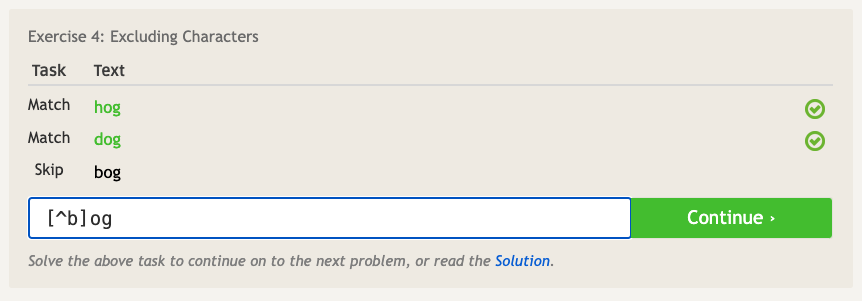 Exercise 4: Excluding Characters
Task Text
Match hog
Match dog
Skip bog
[^b]og
Continue ›
Solve the above task to continue on to the next problem, or read the Solution.